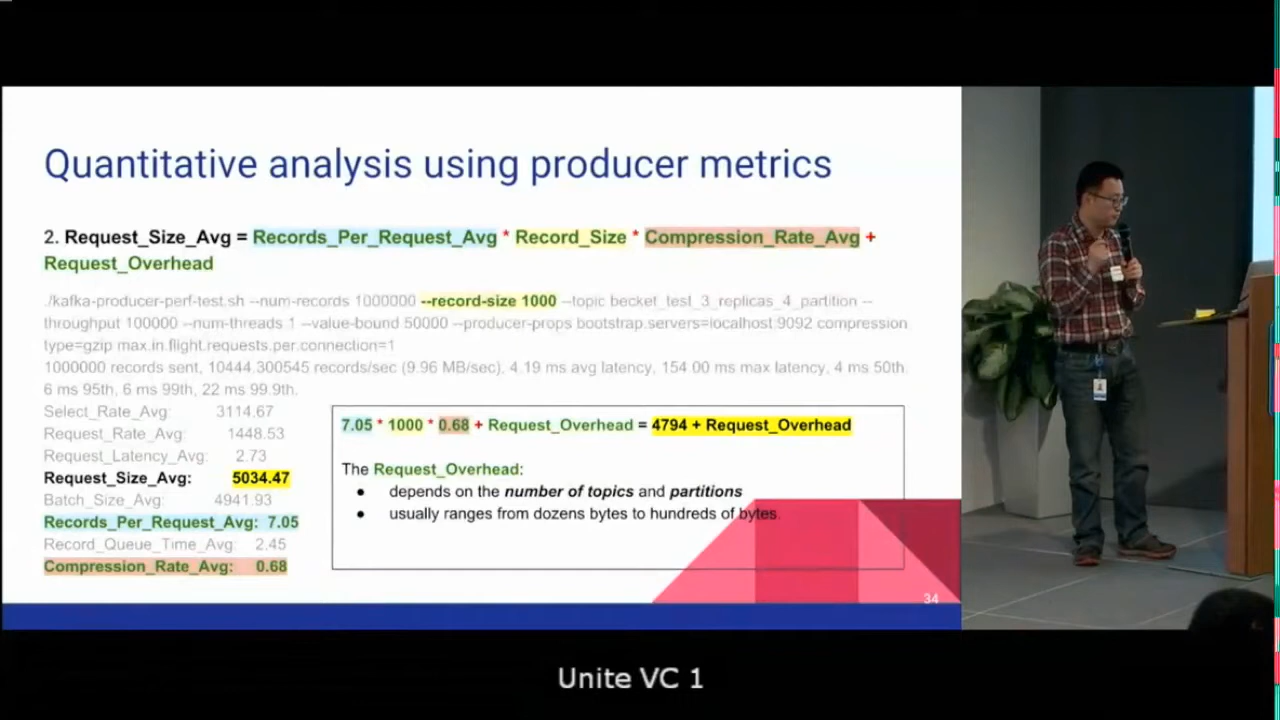 Quantitative analysis using producer metrics
2. Request_Size_Avg = Records_Per_Request_Avg * Record_Size * Compression_Rate_Avg +
Request_Overhead
./kafka-producer-perf-test.sh --num-records 1000000 --record-size 1000 --topic becket_test_3_replicas_4_partition --
throughput 100000 --num-threads 1 --value-bound 50000 --producer-props bootstrap.servers=localhost:9092 compression
type=gzip max.in.flight.requests.per.connection=1
1000000 records sent, 10444.300545 records/sec (9.96 MB/sec), 4.19 ms avg latency, 154.00 ms max latency, 4 ms 50th,
6 ms 95th, 6 ms 99th, 22 ms 99.9th.
Select_Rate_Avg: 3114.67
Request_Rate_Avg: 1448.53
Request_Latency_Avg: 2.73
Request_Size_Avg: 5034.47
Batch_Size_Avg: 4941.93
Records_Per_Request_Avg: 7.05
Record_Queue_Time_Avg: 2.45
Compression_Rate_Avg: 0.68
7.05 * 1000 * 0.68 + Request_Overhead = 4794 + Request_Overhead
The Request_Overhead:
● depends on the number of topics and partitions
● usually ranges from dozens bytes to hundreds of bytes.
34
Unite VC 1